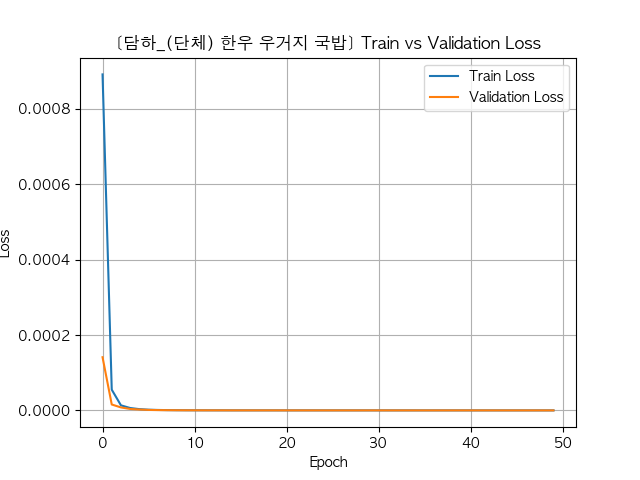 [담하_(단체) 한우 우거지 국밥] Train vs Validation Loss
Train Loss
Validation Loss
0.0008
0.0006
0.0004
0.0002
0.0000
Loss
0 10 20 30 40 50
Epoch